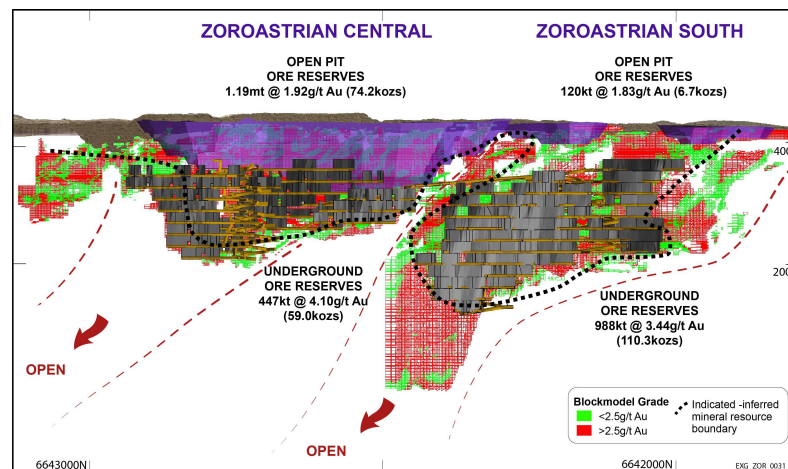 ZOROASTRIAN CENTRAL
ZOROASTRIAN SOUTH
OPEN PIT
ORE RESERVES
1.19mt @ 1.92g/t Au (74.2kozs)
OPEN PIT
ORE RESERVES
120kt @ 1.83g/t Au (6.7kozs)
400
200
UNDERGROUND
ORE RESERVES
447kt @ 4.10g/t Au
(59.0kozs)
UNDERGROUND
ORE RESERVES
988kt @ 3.44g/t Au
(110.3kozs)
OPEN
OPEN
Blockmodel Grade
<2.5g/t Au
>2.5g/t Au
Indicated -inferred
mineral resource
boundary
6643000N
6642000N
EXG_ZOR_0031